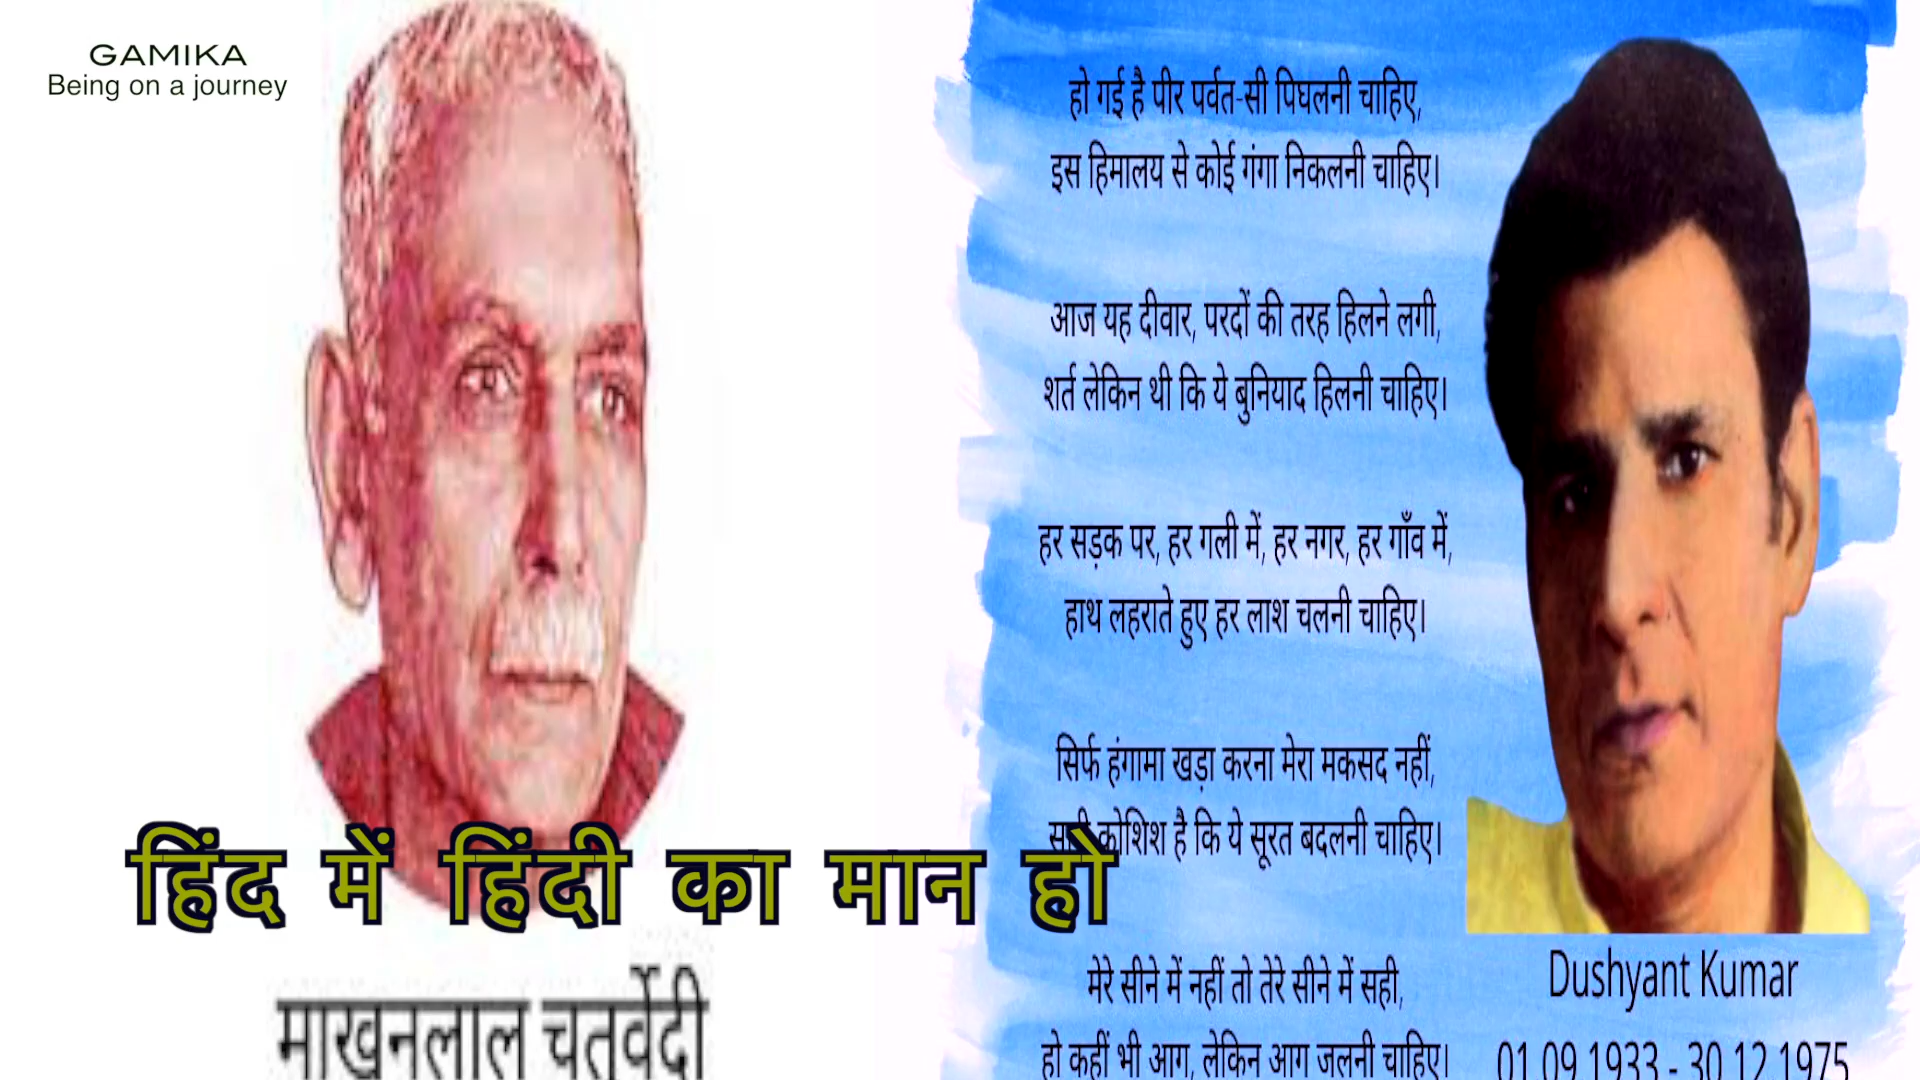 GAMIKA
Being on a journey
हो गई है पीर पर्वत-सी पिघलनी चाहिए,
इस हिमालय से कोई गंगा निकलनी चाहिए।
आज यह दीवार, परदों की तरह हिलने लगी,
शर्त लेकिन थी कि ये बुनियाद हिलनी चाहिए।
हर सड़क पर, हर गली में, हर नगर, हर गाँव में,
हाथ लहराते हुए हर लाश चलनी चाहिए।
सिर्फ हंगामा खड़ा करना मेरा मकसद नहीं,
कोशिश है कि ये सूरत बदलनी चाहिए।
मेरे सीने में नहीं तो तेरे सीने में सही,
हो कहीं भी आग, लेकिन आग जलनी चाहिए।
हिंद में हिंदी का मान हो
माखनलाल चतुर्वेदी
Dushyant Kumar
01.09.1933 - 30.12.1975